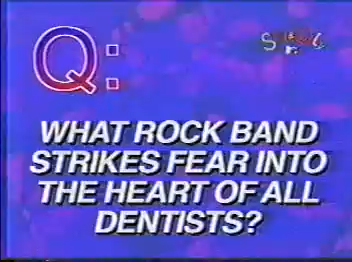 Q:
WHAT ROCK BAND
STRIKES FEAR INTO
THE HEART OF ALL
DENTISTS?